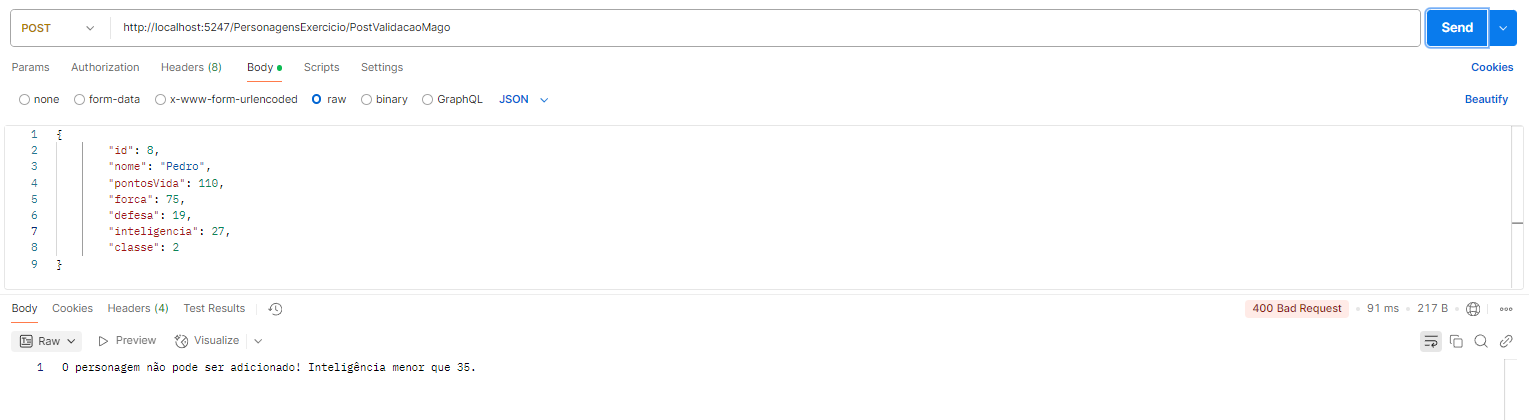 POST http://localhost:5247/PersonagensExercicio/PostValidacaoMago Send
Params Authorization Headers (8) Body Scripts Settings Cookies
none form-data x-www-form-urlencoded raw binary GraphQL JSON Beautify
1 {
2 "id": 8,
3 "nome": "Pedro",
4 "pontosVida": 110,
5 "forca": 75,
6 "defesa": 19,
7 "inteligencia": 27,
8 "classe": 2
9 }
Body Cookies Headers (4) Test Results 400 Bad Request 91 ms 217 B
Raw Preview Visualize
1 O personagem não pode ser adicionado! Inteligência menor que 35.